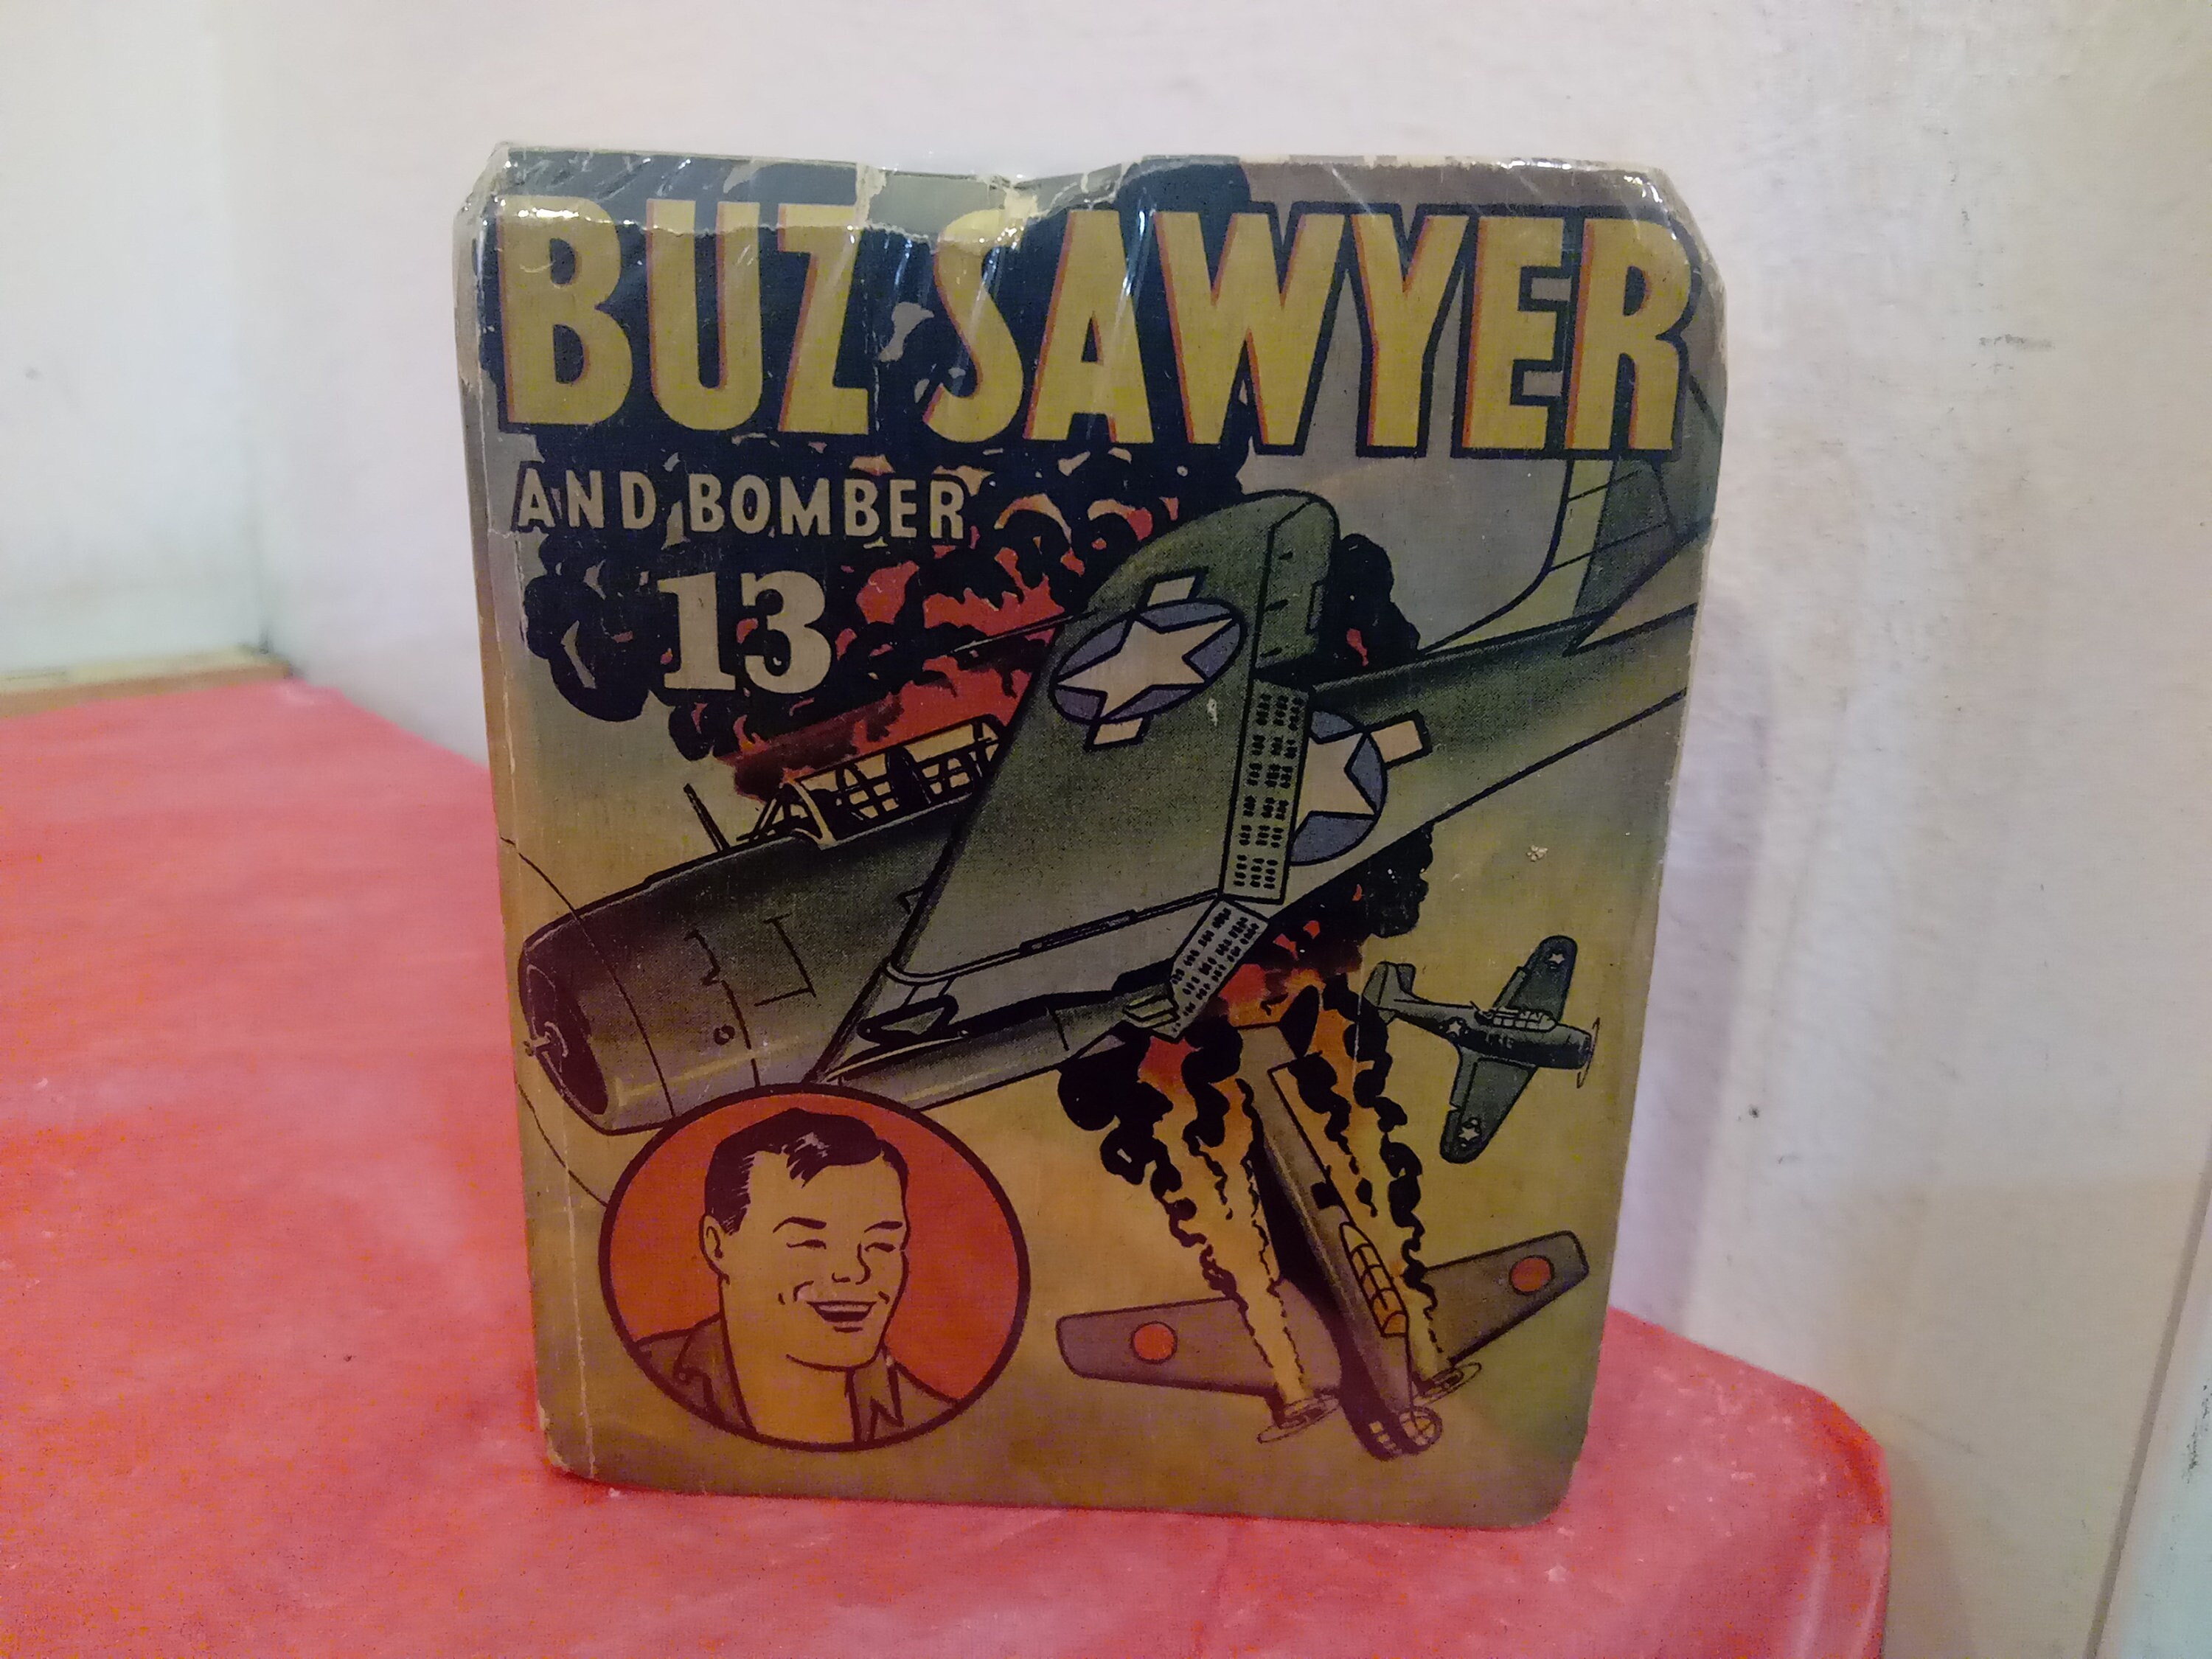 BUZ SAWYER
AND BOMBER
13